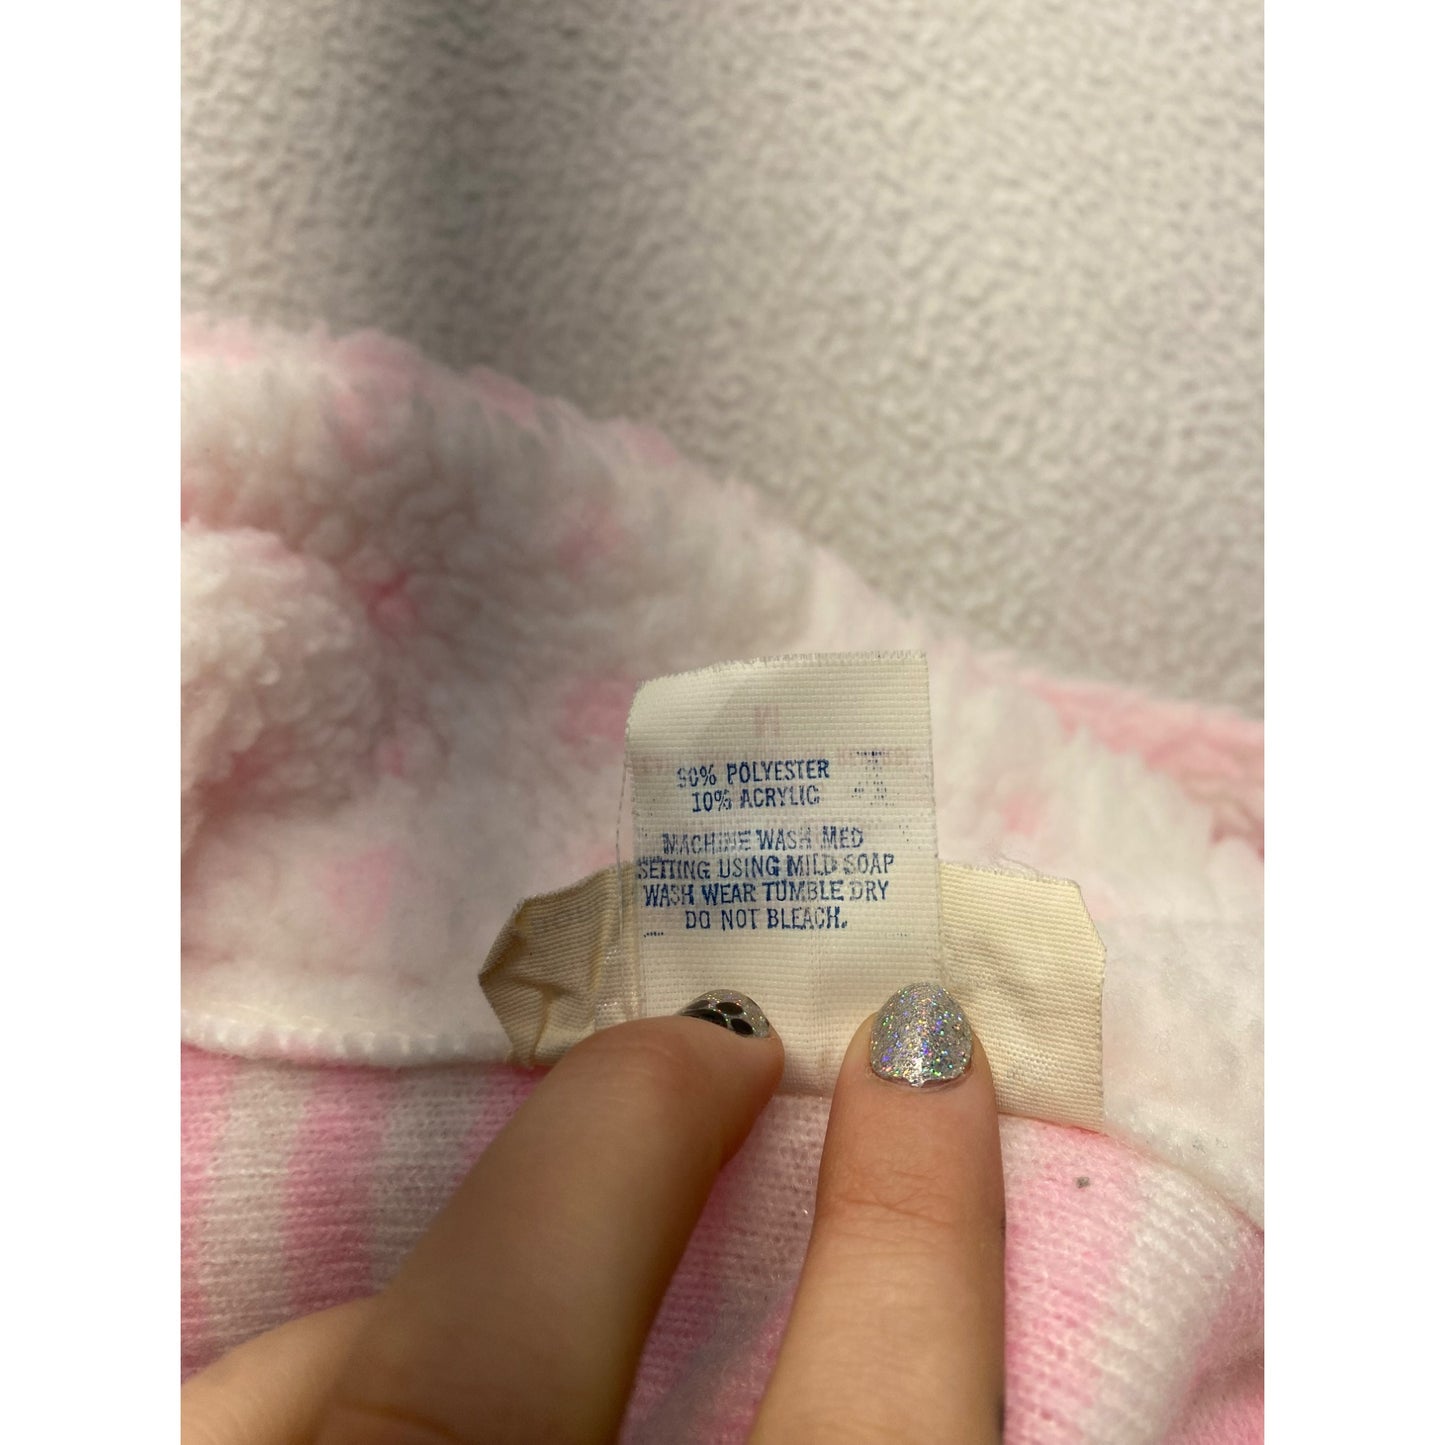 90% POLYESTER
10% ACRYLIC
MACHINE WASH MED
SETTING USING MILD SOAP
WASH WEAR TUMBLE DRY
DO NOT BLEACH.